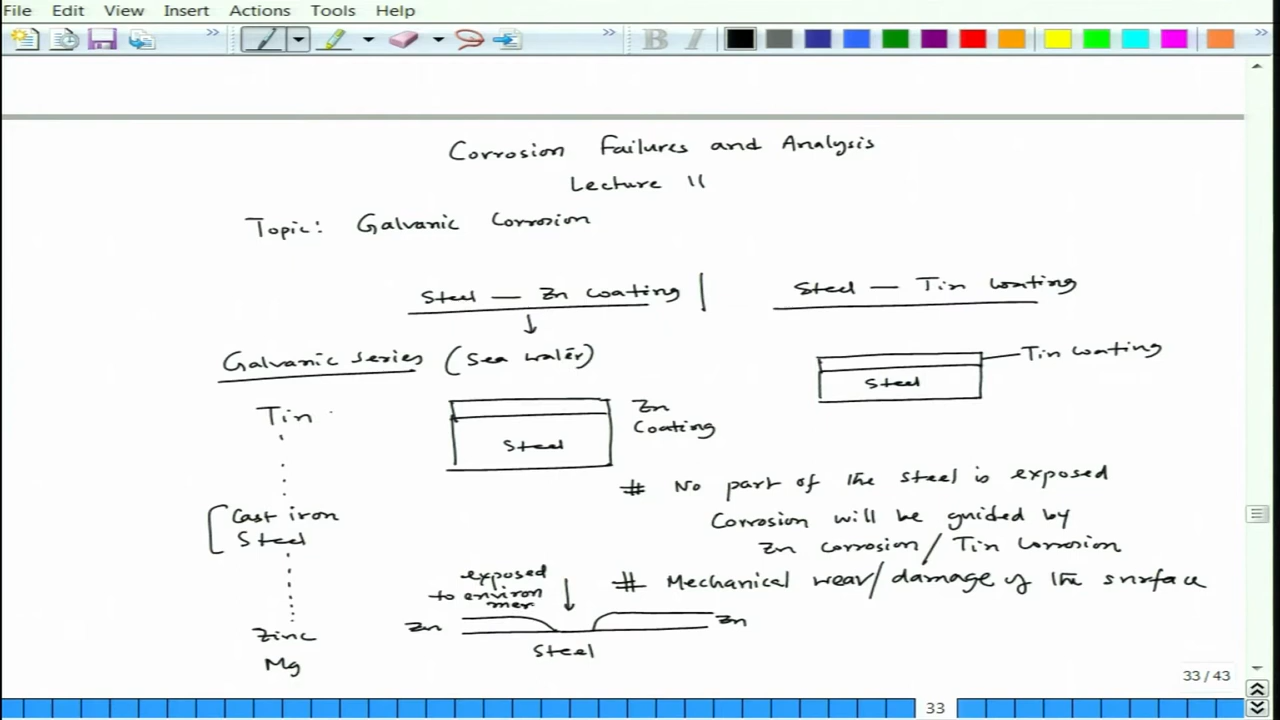 File Edit View Insert Actions Tools Help
B I
Corrosion Failures and Analysis
Lecture 11
Topic: Galvanic Corrosion
Steel — Zn Coating | Steel — Tin Coating
Galvanic series (Sea water)
Tin coating
Steel
Tin
Zn
Coating
Steel
# No part of the steel is exposed
Corrosion will be guided by
Zn corrosion/Tin Corrosion
Cast iron
Steel
exposed
to environ
men
# Mechanical wear/damage of the surface
Zn Zn
Steel
Zinc
Mg
33/43
33